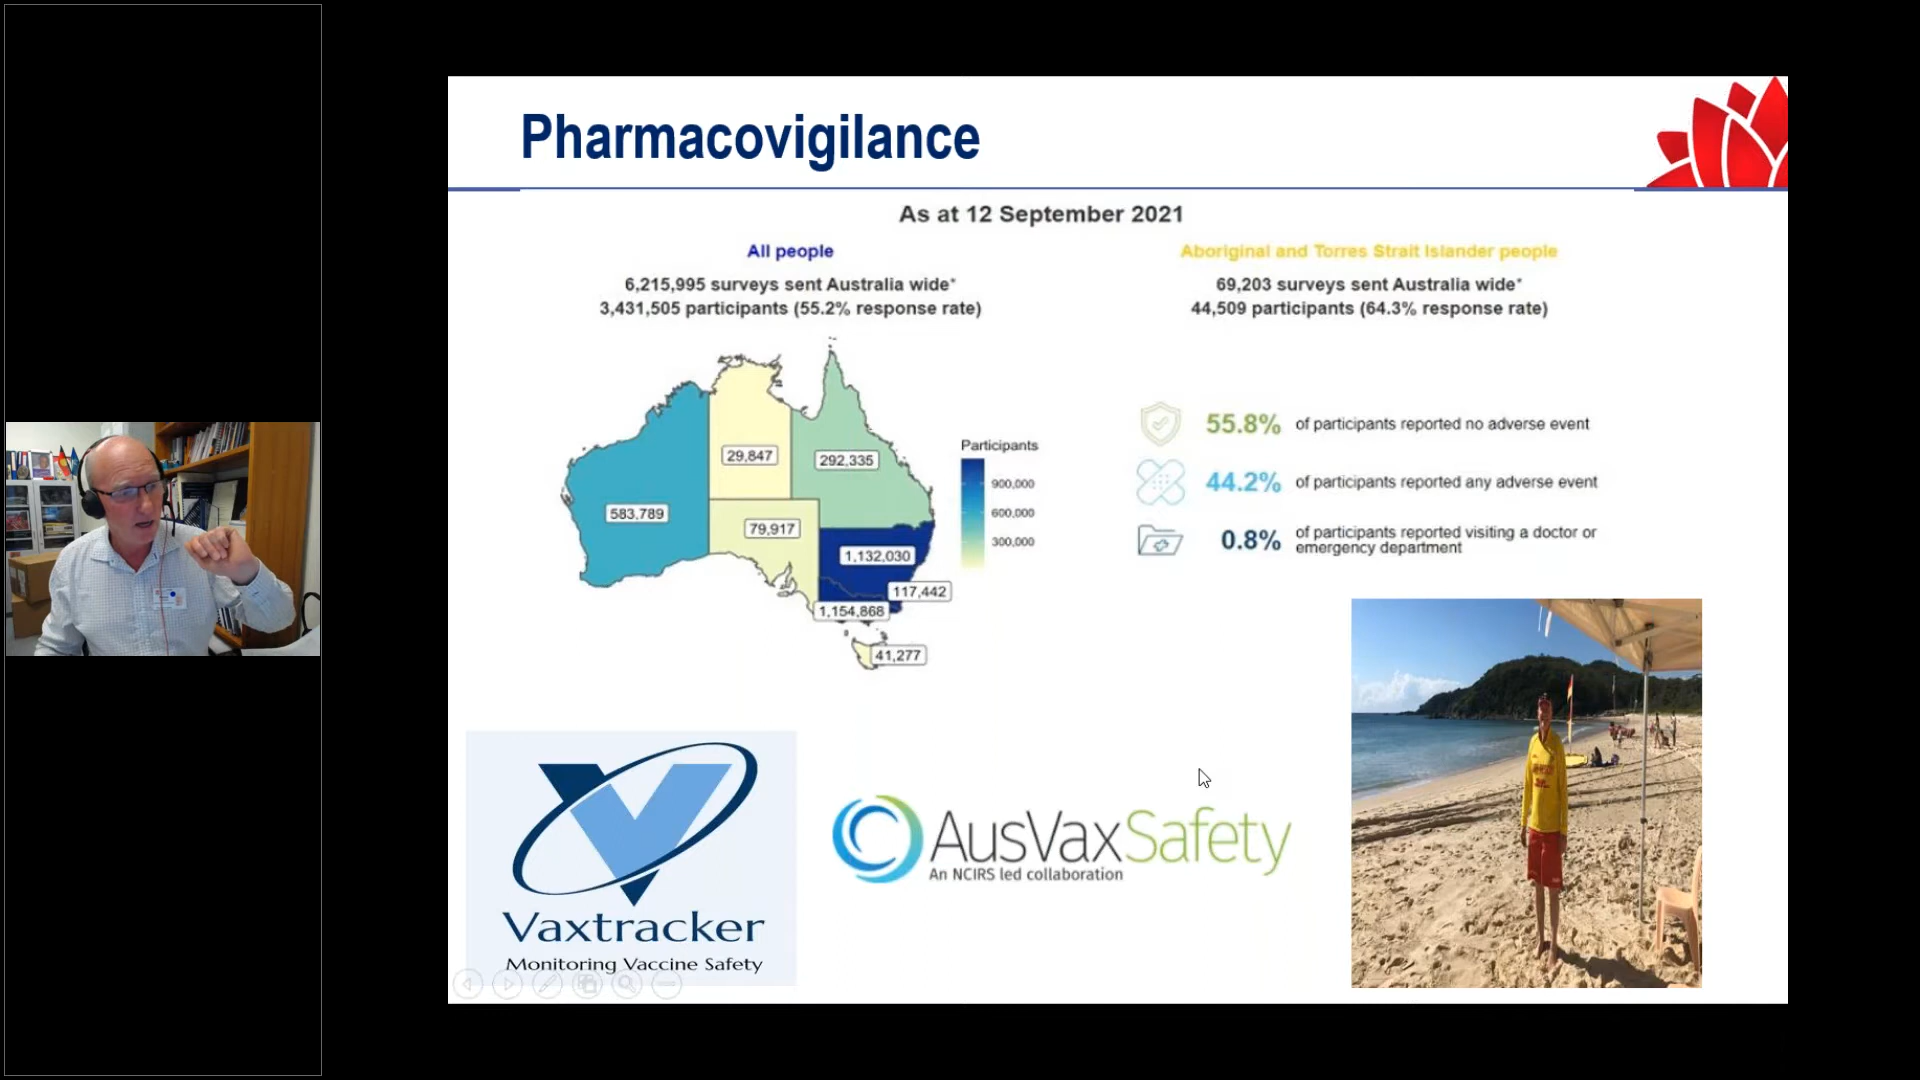 Pharmacovigilance
As at 12 September 2021
All people
6,215,995 surveys sent Australia wide*
3,431,505 participants (55.2% response rate)
29,847
292,335
583,789
79,917
1,132,030
117,442
1,154,868
41,277
Participants
900,000
600,000
300,000
Aboriginal and Torres Strait Islander people
69,203 surveys sent Australia wide*
44,509 participants (64.3% response rate)
55.8% of participants reported no adverse event
44.2% of participants reported any adverse event
0.8% of participants reported visiting a doctor or
emergency department
Vaxtracker
Monitoring Vaccine Safety
AusVaxSafety
An NCIRS led collaboration